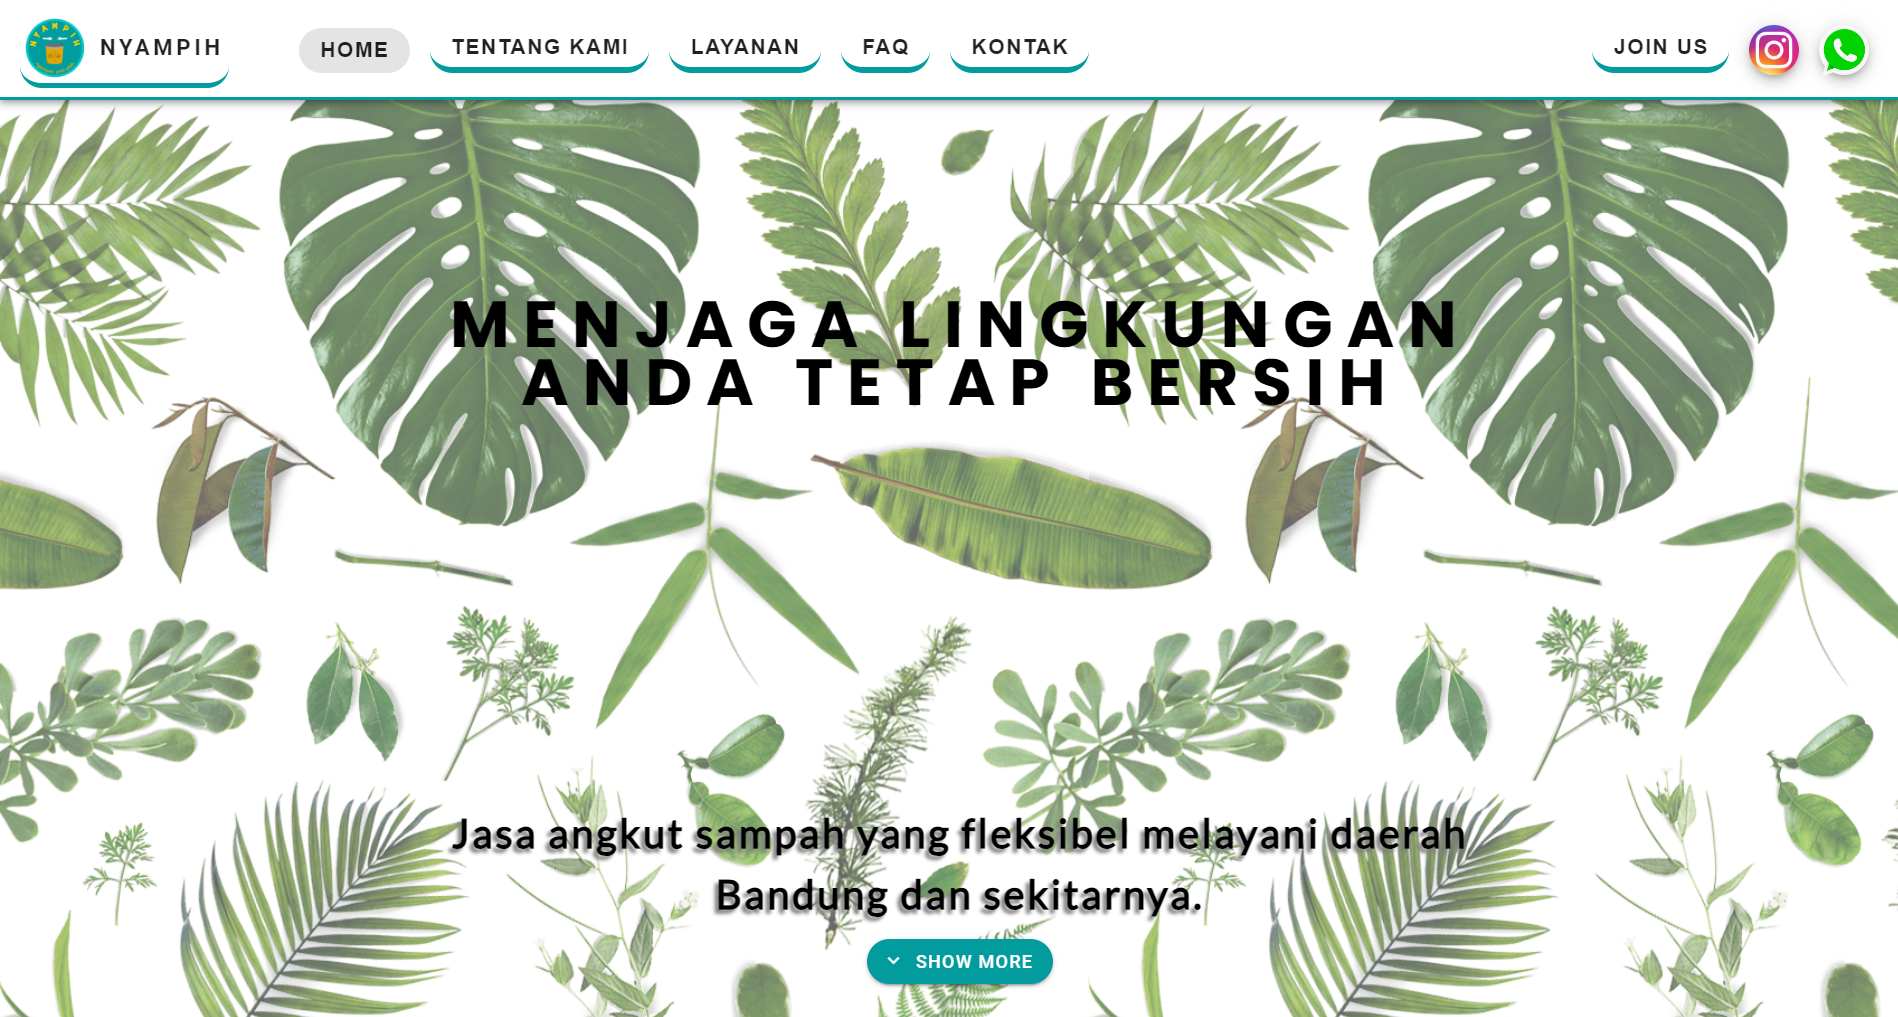 NYAMPIH
NYAMPIH
HOME
TENTANG KAMI
LAYANAN
FAQ
KONTAK
JOIN US
MENJAGA LINGKUNGAN
ANDA TETAP BERSIH
Jasa angkut sampah yang fleksibel melayani daerah
Bandung dan sekitarnya.
SHOW MORE